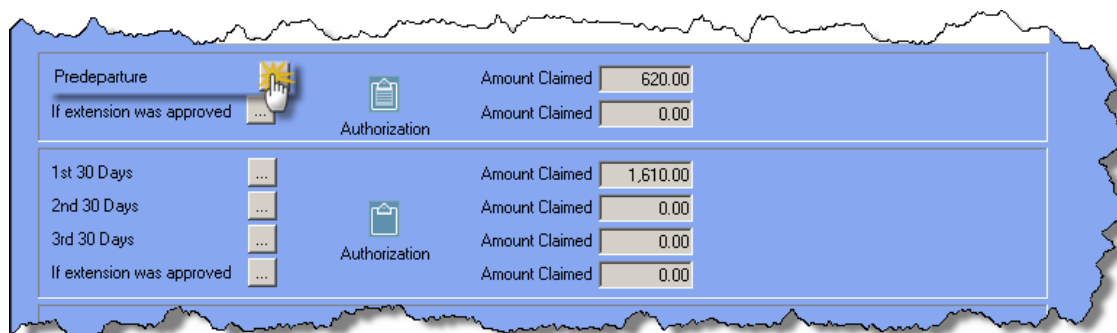 Predeparture Amount Claimed 620.00
If extension was approved ... Amount Claimed 0.00
Authorization
1st 30 Days ... Amount Claimed 1,610.00
2nd 30 Days ... Amount Claimed 0.00
3rd 30 Days ... Amount Claimed 0.00
Authorization
If extension was approved ... Amount Claimed 0.00